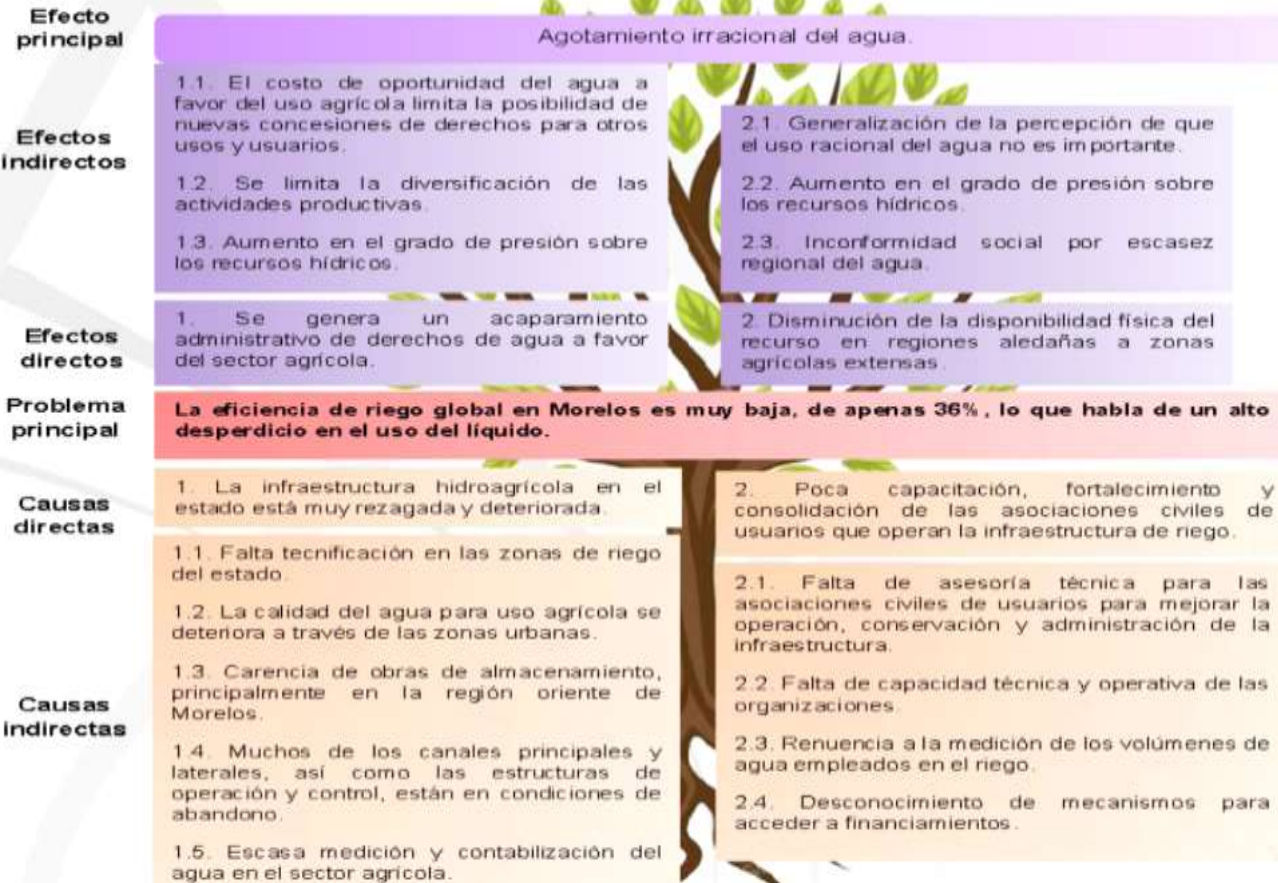 Efecto
principal
Agotamiento irracional del agua.
Efectos
indirectos
1.1. El costo de oportunidad del agua a
favor del uso agrícola limita la posibilidad de
nuevas concesiones de derechos para otros
usos y usuarios.
1.2. Se limita la diversificación de las
actividades productivas.
1.3. Aumento en el grado de presión sobre
los recursos hídricos.
2.1. Generalización de la percepción de que
el uso racional del agua no es importante.
2.2. Aumento en el grado de presión sobre
los recursos hídricos.
2.3. Inconformidad social por escasez
regional del agua.
Efectos
directos
1. Se genera un acaparamiento
administrativo de derechos de agua a favor
del sector agrícola.
2. Disminución de la disponibilidad física del
recurso en regiones aledañas a zonas
agrícolas extensas.
Problema
principal
La eficiencia de riego global en Morelos es muy baja, de apenas 36%, lo que habla de un alto
desperdicio en el uso del líquido.
Causas
directas
1. La infraestructura hidroagrícola en el
estado está muy rezagada y deteriorada.
2. Poca capacitación, fortalecimiento y
consolidación de las asociaciones civiles de
usuarios que operan la infraestructura de riego.
Causas
indirectas
1.1. Falta tecnificación en las zonas de riego
del estado.
1.2. La calidad del agua para uso agrícola se
deteriora a través de las zonas urbanas.
1.3. Carencia de obras de almacenamiento,
principalmente en la región oriente de
Morelos.
1.4. Muchos de los canales principales y
laterales, así como las estructuras de
operación y control, están en condiciones de
abandono.
1.5. Escasa medición y contabilización del
agua en el sector agrícola.
2.1. Falta de asesoría técnica para las
asociaciones civiles de usuarios para mejorar la
operación, conservación y administración de la
infraestructura.
2.2. Falta de capacidad técnica y operativa de las
organizaciones.
2.3. Renuencia a la medición de los volúmenes de
agua empleados en el riego.
2.4. Desconocimiento de mecanismos para
acceder a financiamientos.